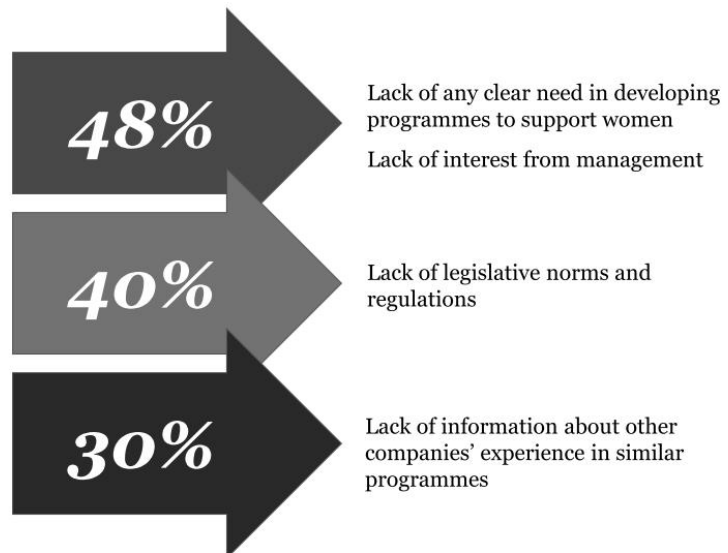 48%
Lack of any clear need in developing
programmes to support women
Lack of interest from management
40%
Lack of legislative norms and
regulations
30%
Lack of information about other
companies’ experience in similar
programmes